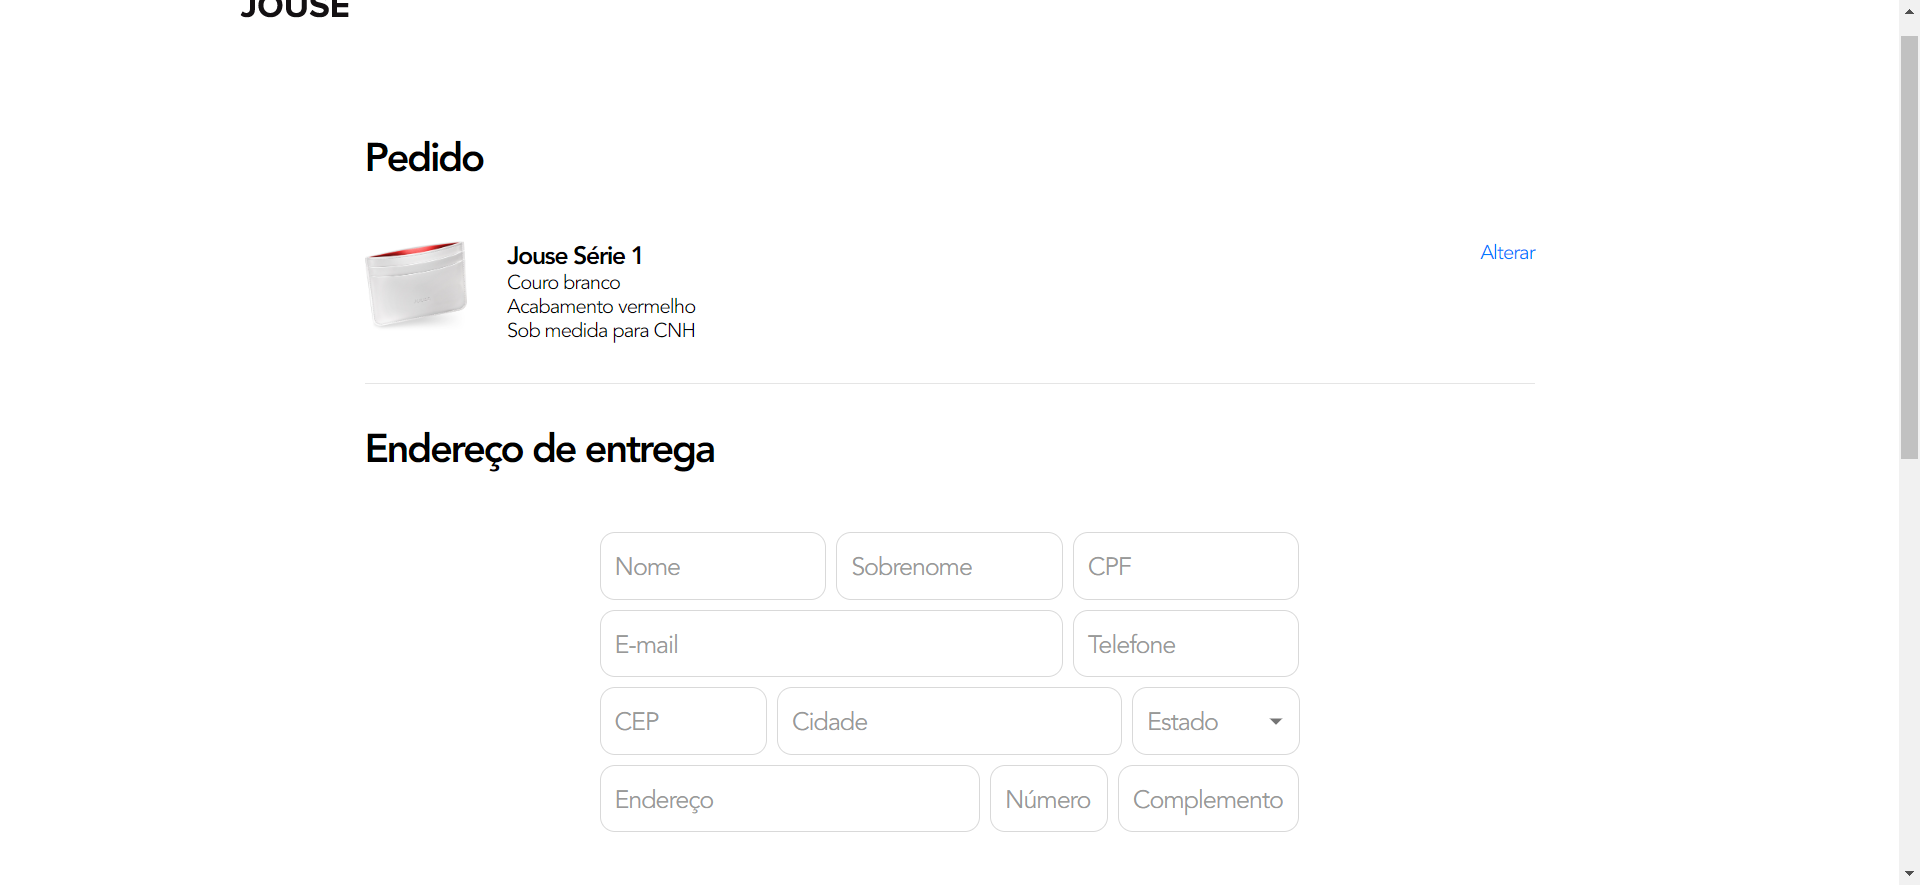 JOUSE
Pedido
Jouse Série 1
Alterar
Couro branco
Acabamento vermelho
Sob medida para CNH
Endereço de entrega
Nome
Sobrenome
CPF
E-mail
Telefone
CEP
Cidade
Estado
Endereço
Número
Complemento